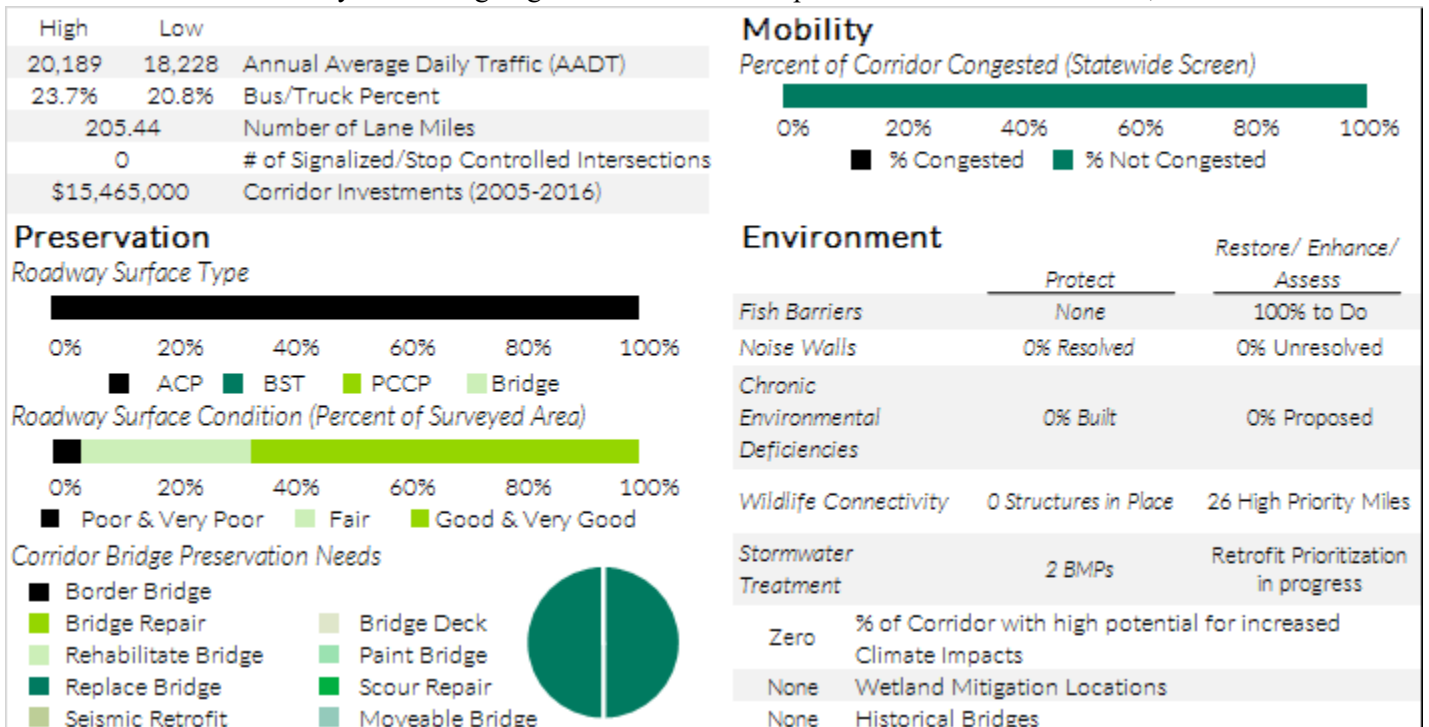 High Low
20,189 18,228 Annual Average Daily Traffic (AADT)
23.7% 20.8% Bus/Truck Percent
205.44 Number of Lane Miles
0 # of Signalized/Stop Controlled Intersections
$15,465,000 Corridor Investments (2005-2016)
Preservation
Roadway Surface Type
0% 20% 40% 60% 80% 100%
ACP BST PCCP Bridge
Roadway Surface Condition (Percent of Surveyed Area)
0% 20% 40% 60% 80% 100%
Poor & Very Poor Fair Good & Very Good
Corridor Bridge Preservation Needs
Border Bridge
Bridge Repair Bridge Deck
Rehabilitate Bridge Paint Bridge
Replace Bridge Scour Repair
Seismic Retrofit Moveable Bridge
Mobility
Percent of Corridor Congested (Statewide Screen)
0% 20% 40% 60% 80% 100%
% Congested % Not Congested
Environment
Restore/ Enhance/
Protect Assess
Fish Barriers None 100% to Do
Noise Walls 0% Resolved 0% Unresolved
Chronic
Environmental 0% Built 0% Proposed
Deficiencies
Wildlife Connectivity 0 Structures in Place 26 High Priority Miles
Stormwater Retrofit Prioritization
Treatment 2 BMPs in progress
Zero % of Corridor with high potential for increased
Climate Impacts
None Wetland Mitigation Locations
None Historical Bridges